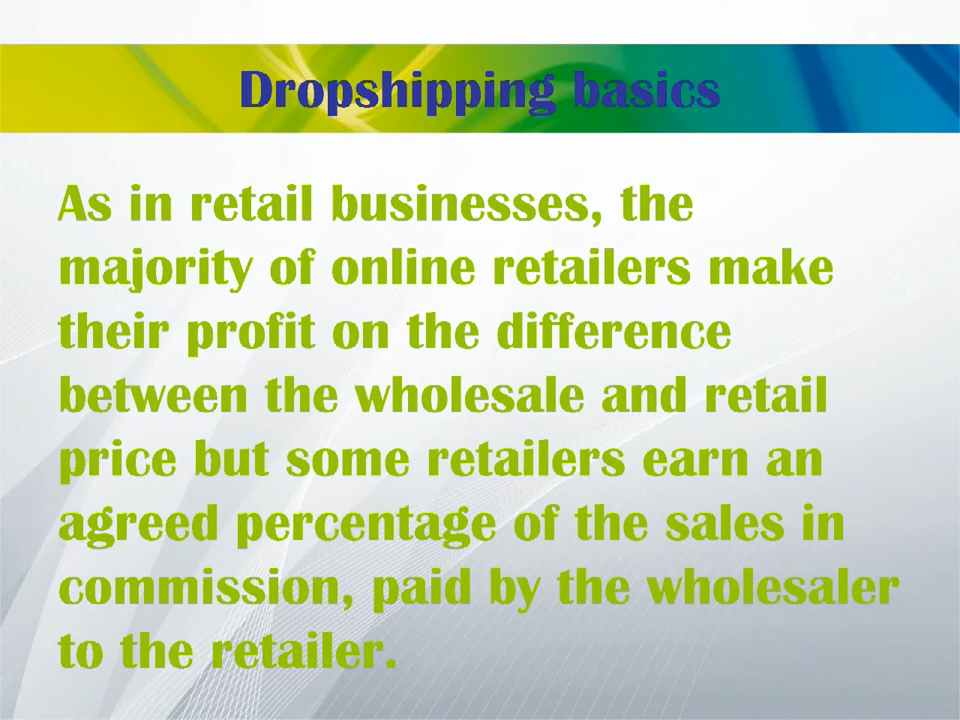 Dropshipping basics
As in retail businesses, the
majority of online retailers make
their profit on the difference
between the wholesale and retail
price but some retailers earn an
agreed percentage of the sales in
commission, paid by the wholesaler
to the retailer.